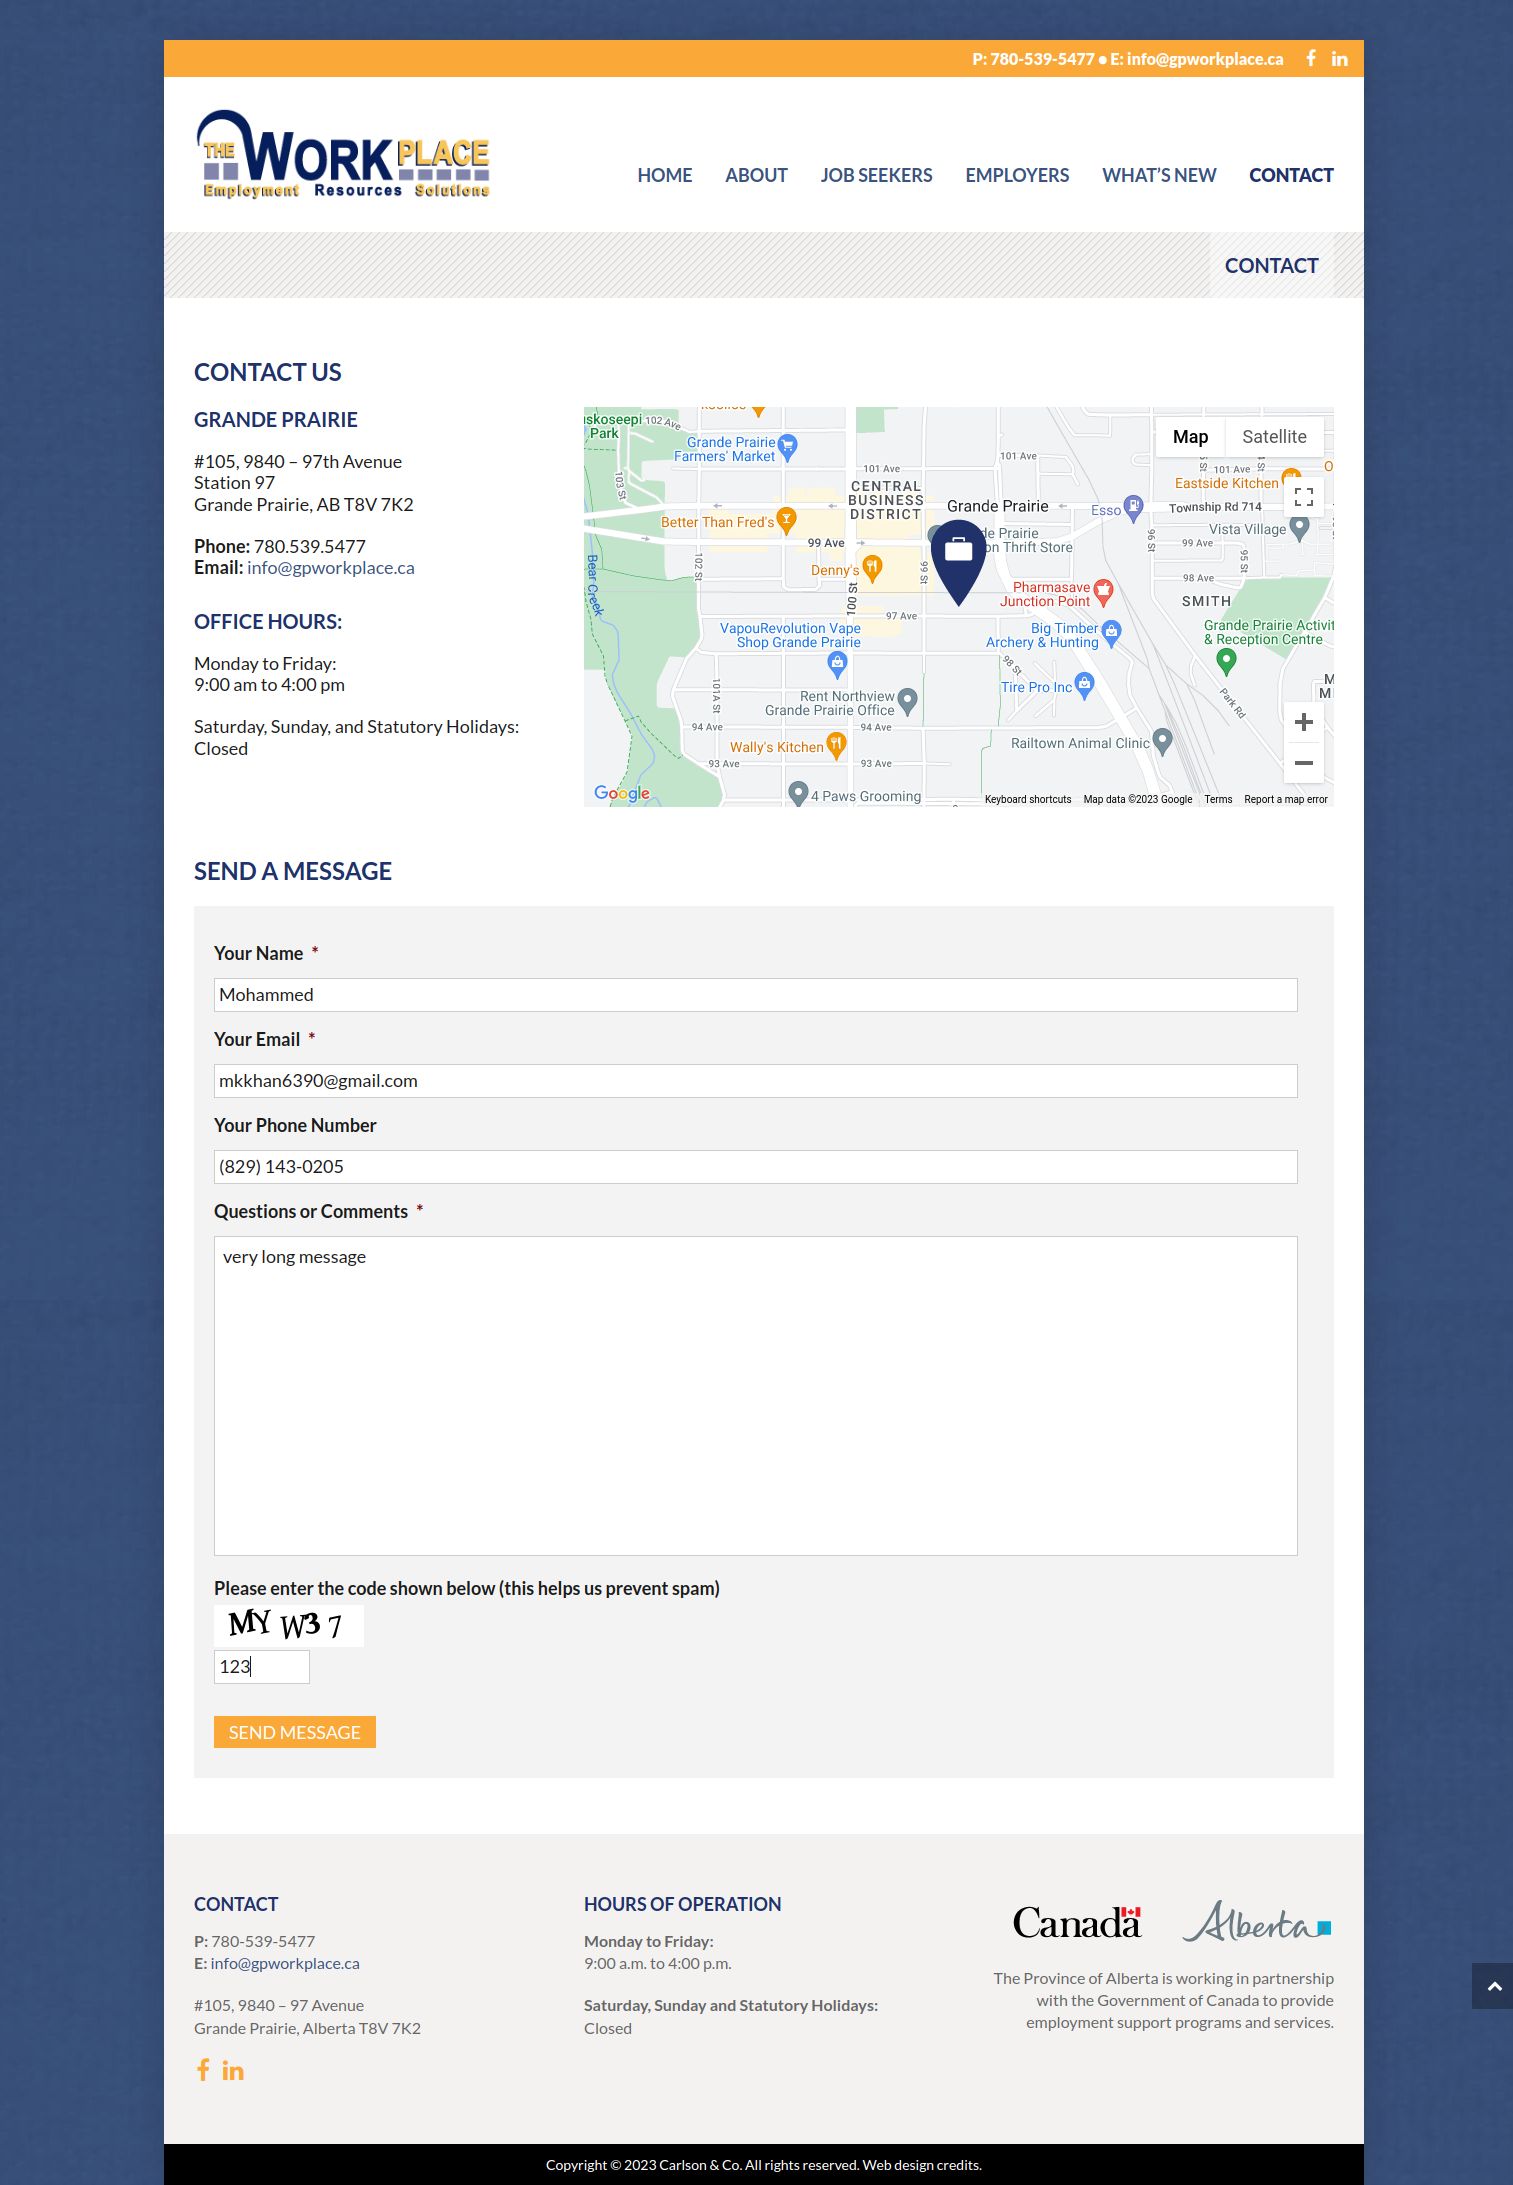 P: 780-539-5477 ● E: info@gpworkplace.ca
THE WORKPLACE
Employment Resources Solutions
HOME ABOUT JOB SEEKERS EMPLOYERS WHAT'S NEW CONTACT
CONTACT
CONTACT US
GRANDE PRAIRIE
#105, 9840 – 97th Avenue
Station 97
Grande Prairie, AB T8V 7K2
Phone: 780.539.5477
Email: info@gpworkplace.ca
OFFICE HOURS:
Monday to Friday:
9:00 am to 4:00 pm
Saturday, Sunday, and Statutory Holidays:
Closed
Park
102 Ave
Grande Prairie
Farmers' Market
103 St
101 Ave
101 Ave
Map Satellite
101 Ave
Eastside Kitchen
CENTRAL
BUSINESS
DISTRICT
Grande Prairie
Esso
Township Rd 714
Better Than Fred's
Vista Village
99 Ave
99 Ave
on Thrift Store
96 St
95 St
Bear Creek
102 St
Denny's
99 St
100 St
98 Ave
Pharmasave
Junction Point
SMITH
97 Ave
VapouRevolution Vape
Shop Grande Prairie
Big Timber
Archery & Hunting
Grande Prairie Activit
& Reception Centre
98 St
101A St
Tire Pro Inc
Rent Northview
Grande Prairie Office
Park Rd
94 Ave
94 Ave
Wally's Kitchen
Railtown Animal Clinic
93 Ave
93 Ave
4 Paws Grooming
Google
Keyboard shortcuts Map data ©2023 Google Terms Report a map error
SEND A MESSAGE
Your Name *
Mohammed
Your Email *
mkkhan6390@gmail.com
Your Phone Number
(829) 143-0205
Questions or Comments *
very long message
Please enter the code shown below (this helps us prevent spam)
MYW37
123
SEND MESSAGE
CONTACT
P: 780-539-5477
E: info@gpworkplace.ca
#105, 9840 – 97 Avenue
Grande Prairie, Alberta T8V 7K2
HOURS OF OPERATION
Monday to Friday:
9:00 a.m. to 4:00 p.m.
Saturday, Sunday and Statutory Holidays:
Closed
Canada Alberta
The Province of Alberta is working in partnership
with the Government of Canada to provide
employment support programs and services.
Copyright © 2023 Carlson & Co. All rights reserved. Web design credits.